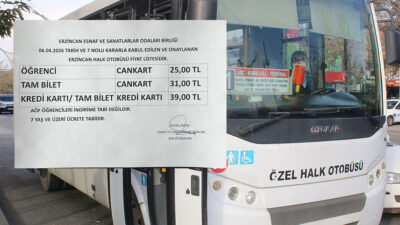 ERZİNCAN ESNAF VE SANATLARLAR ODALARI BİRLİĞİ
06.04.2026 TARİH VE 7 NOLU KARARLA KABUL EDİLEN VE ONAYLANAN
ERZİNCAN HALK OTOBÜSÜ FİYAT LİSTESİDİR.
ÖĞRENCİ CANKART 25,00 TL
TAM BİLET CANKART 31,00 TL
KREDİ KARTI/ TAM BİLET KREDİ KARTI 39,00 TL
AÖF ÖĞRENCİLERİ İNDİRİME TABİ DEĞİLDİR.
7 YAŞ VE ÜZERİ ÜCRETE TABİDİR.
ÖZEL HALK OTOBÜSÜ